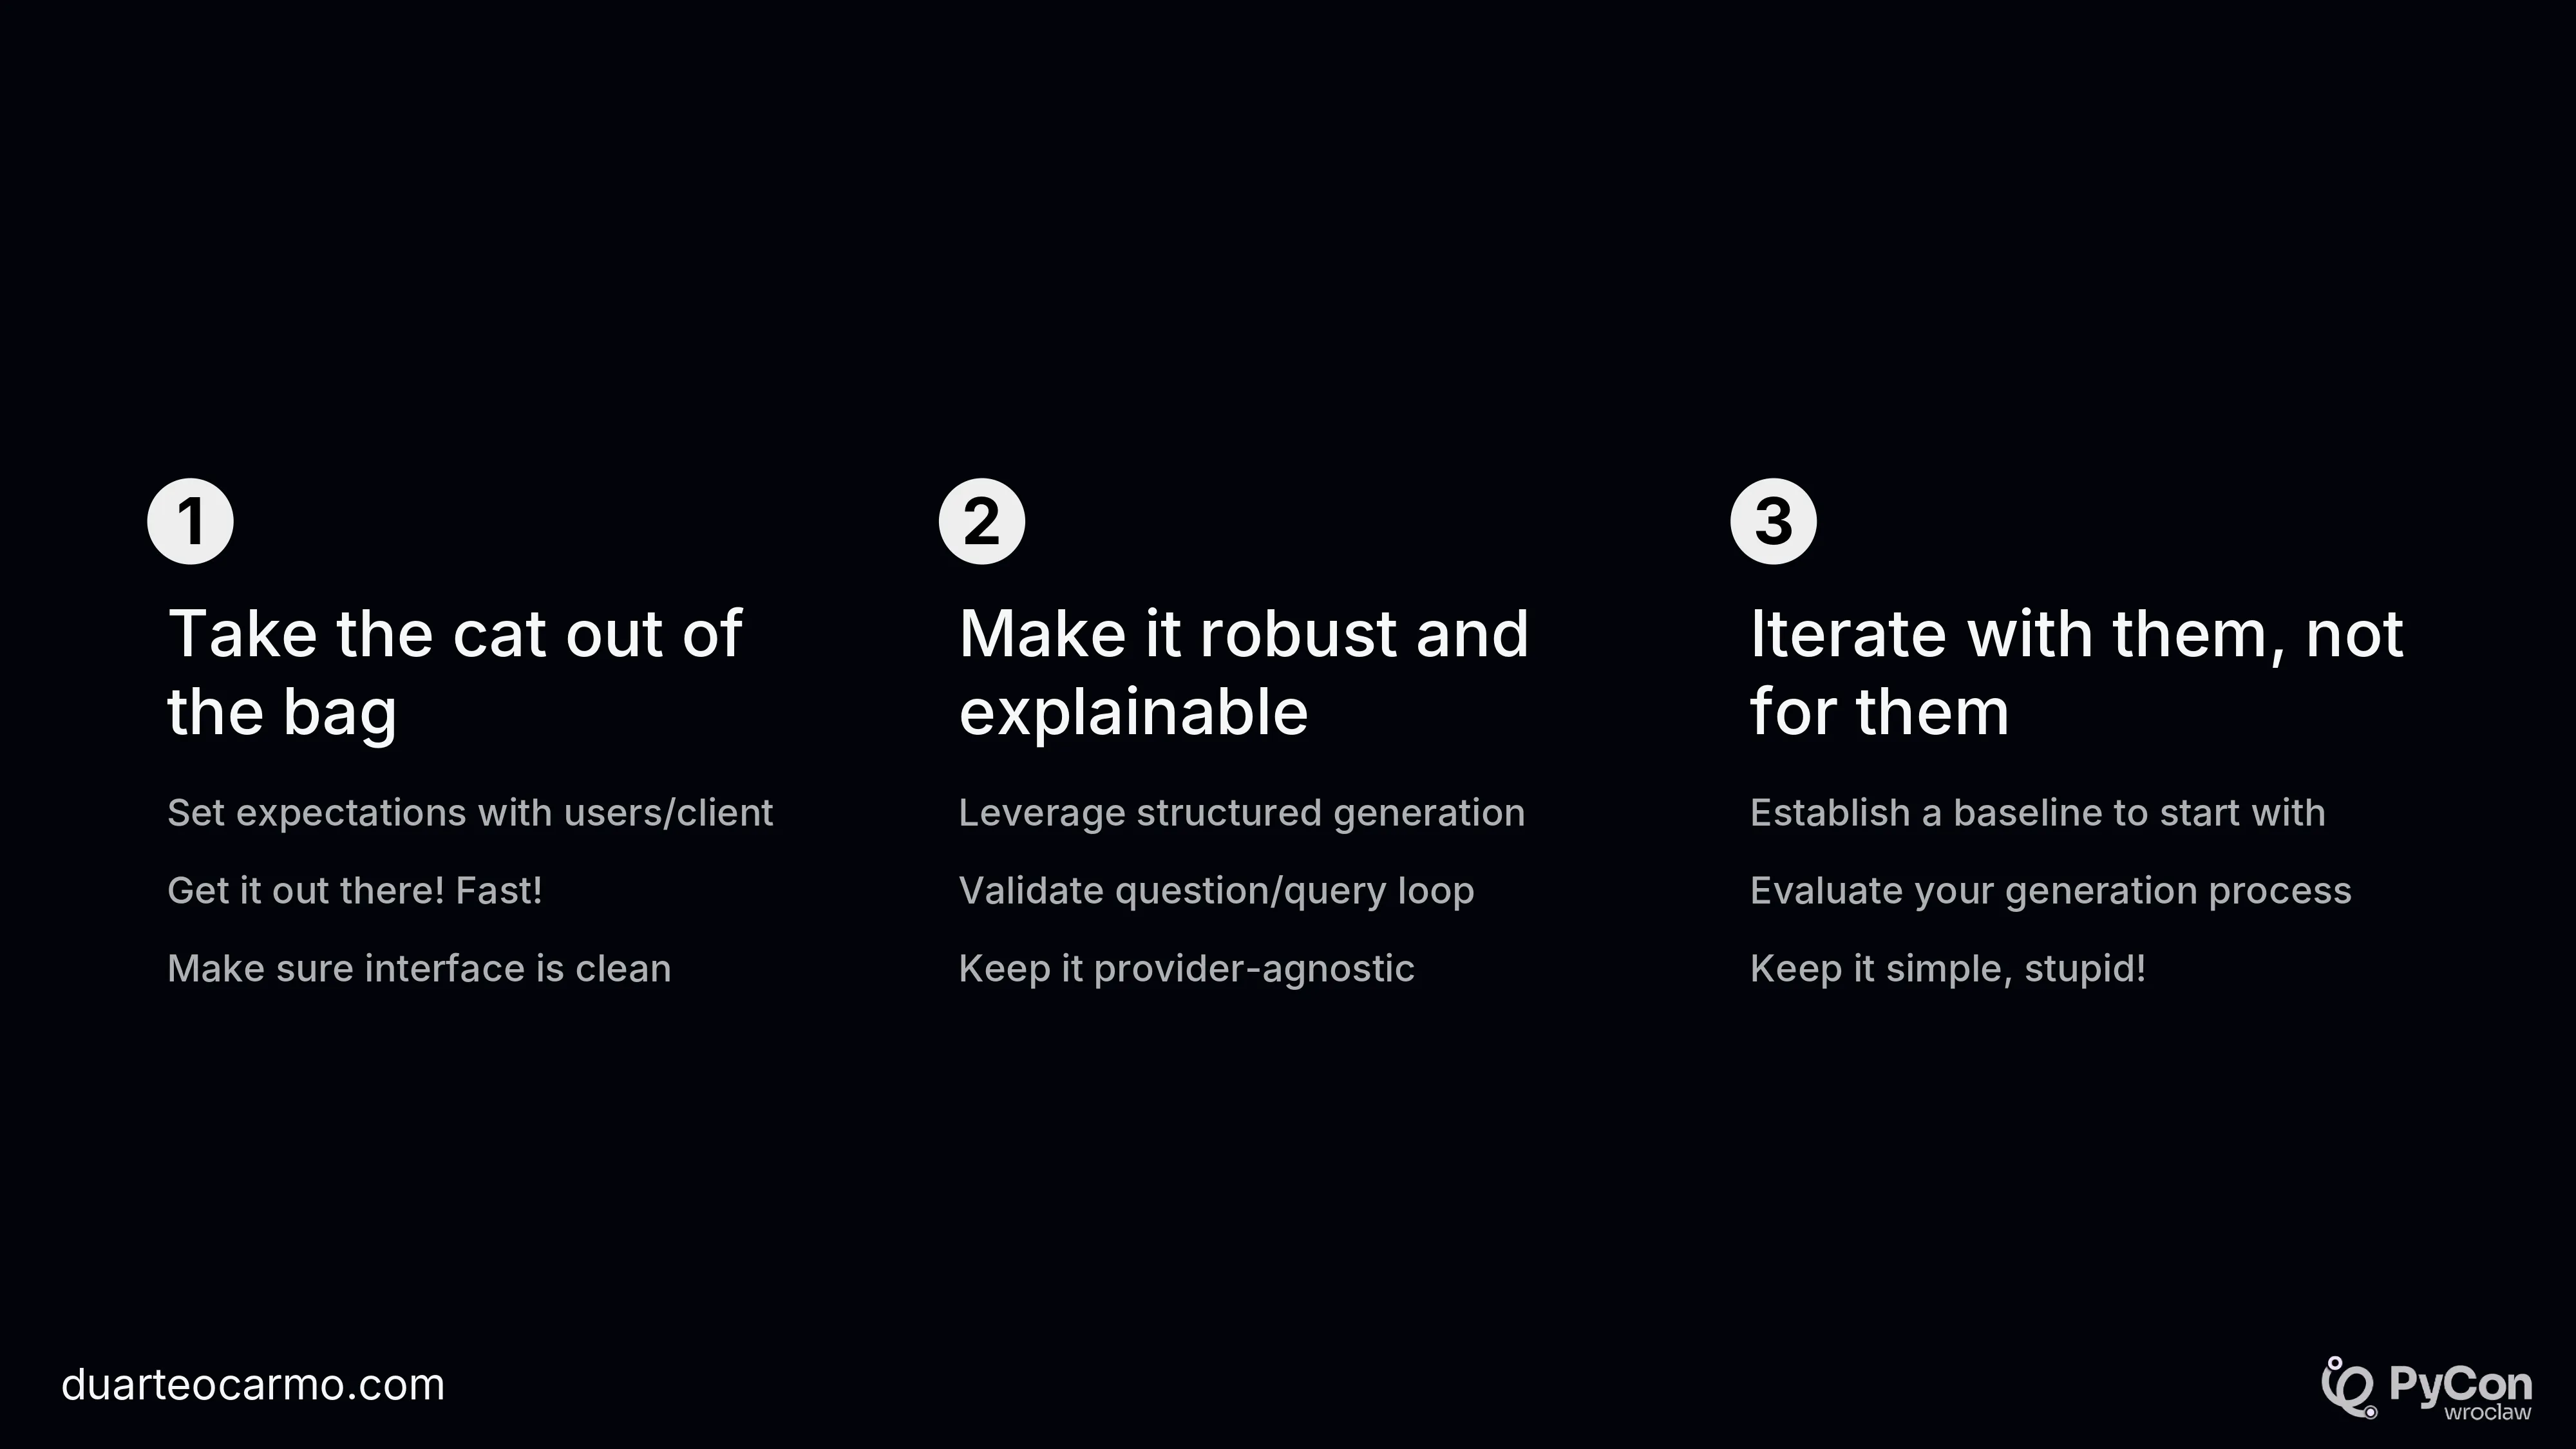 1
Take the cat out of
the bag
Set expectations with users/client
Get it out there! Fast!
Make sure interface is clean
2
Make it robust and
explainable
Leverage structured generation
Validate question/query loop
Keep it provider-agnostic
3
Iterate with them, not
for them
Establish a baseline to start with
Evaluate your generation process
Keep it simple, stupid!
duarteocarmo.com
PyCon
wroclaw